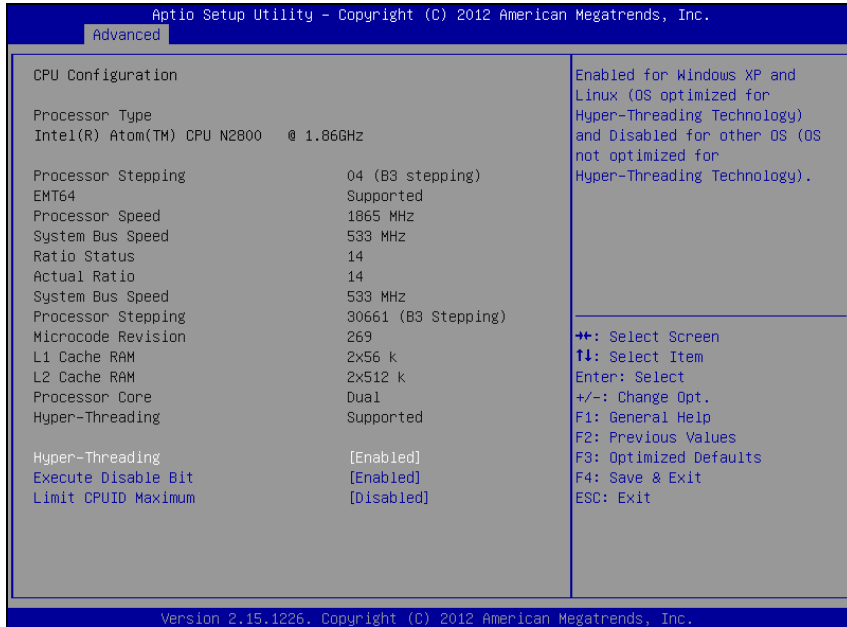 Aptio Setup Utility – Copyright (C) 2012 American Megatrends, Inc.
Advanced
CPU Configuration
Processor Type
Intel(R) Atom(TM) CPU N2800 @ 1.86GHz
Processor Stepping 04 (B3 stepping)
EMT64 Supported
Processor Speed 1865 MHz
System Bus Speed 533 MHz
Ratio Status 14
Actual Ratio 14
System Bus Speed 533 MHz
Processor Stepping 30661 (B3 Stepping)
Microcode Revision 269
L1 Cache RAM 2x56 k
L2 Cache RAM 2x512 k
Processor Core Dual
Hyper-Threading Supported
Hyper-Threading [Enabled]
Execute Disable Bit [Enabled]
Limit CPUID Maximum [Disabled]
Enabled for Windows XP and
Linux (OS optimized for
Hyper-Threading Technology)
and Disabled for other OS (OS
not optimized for
Hyper-Threading Technology).
→←: Select Screen
↑↓: Select Item
Enter: Select
+/-: Change Opt.
F1: General Help
F2: Previous Values
F3: Optimized Defaults
F4: Save & Exit
ESC: Exit
Version 2.15.1226. Copyright (C) 2012 American Megatrends, Inc.